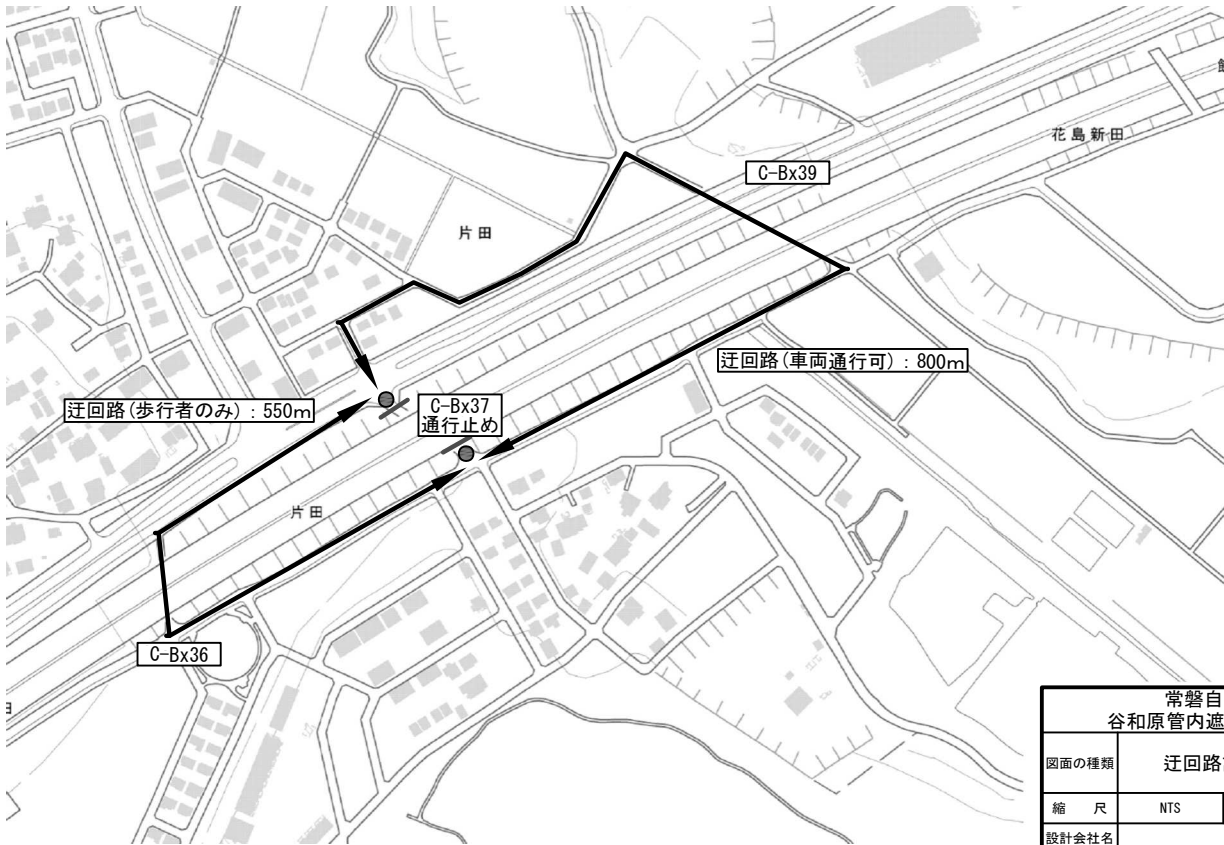 花島新田
C-Bx39
片田
迂回路(車両通行可):800m
迂回路(歩行者のみ):550m
C-Bx37
通行止め
片田
C-Bx36
常磐自
谷和原管内遮
図面の種類
迂回路
縮 尺
NTS
設計会社名